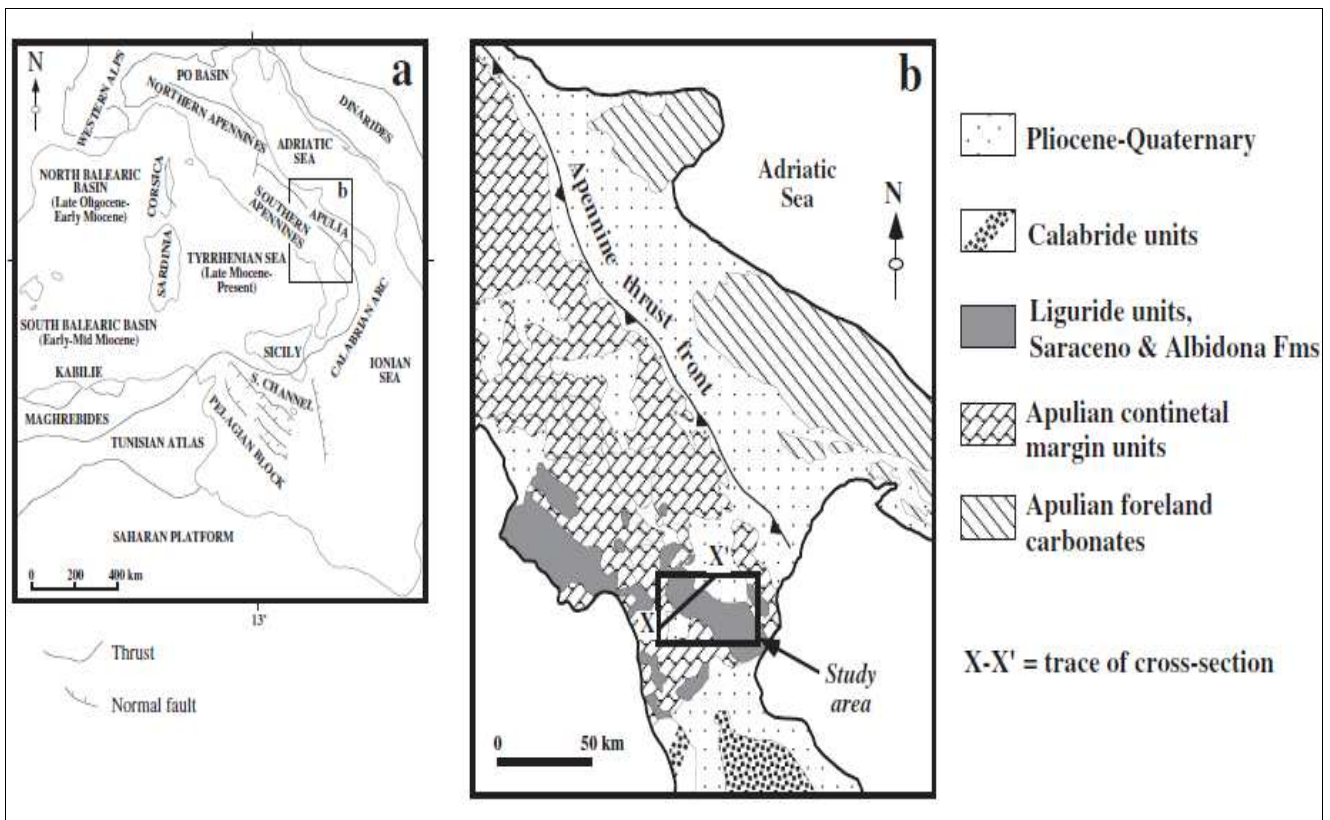 a
N
WESTERN ALPS
PO BASIN
NORTHERN APENNINES
DINARIDES
ADRIATIC
SEA
NORTH BALEARIC
BASIN
(Late Oligocene-
Early Miocene)
CORSICA
b
SOUTHERN
APENNINES
APULIA
SARDINIA
TYRRHENIAN SEA
(Late Miocene-
Present)
SOUTH BALEARIC BASIN
(Early-Mid Miocene)
CALABRIAN ARC
IONIAN
SEA
SICILY
KABILIE
S. CHANNEL
MAGHREBIDES
PELAGIAN BLOCK
TUNISIAN ATLAS
SAHARAN PLATFORM
0 200 400 km
13°
Thrust
Normal fault
b
Adriatic
Sea
N
Apennine
thrust
front
X'
X
Study
area
0 50 km
Pliocene-Quaternary
Calabride units
Liguride units,
Saraceno & Albidona Fms
Apulian continetal
margin units
Apulian foreland
carbonates
X-X' = trace of cross-section